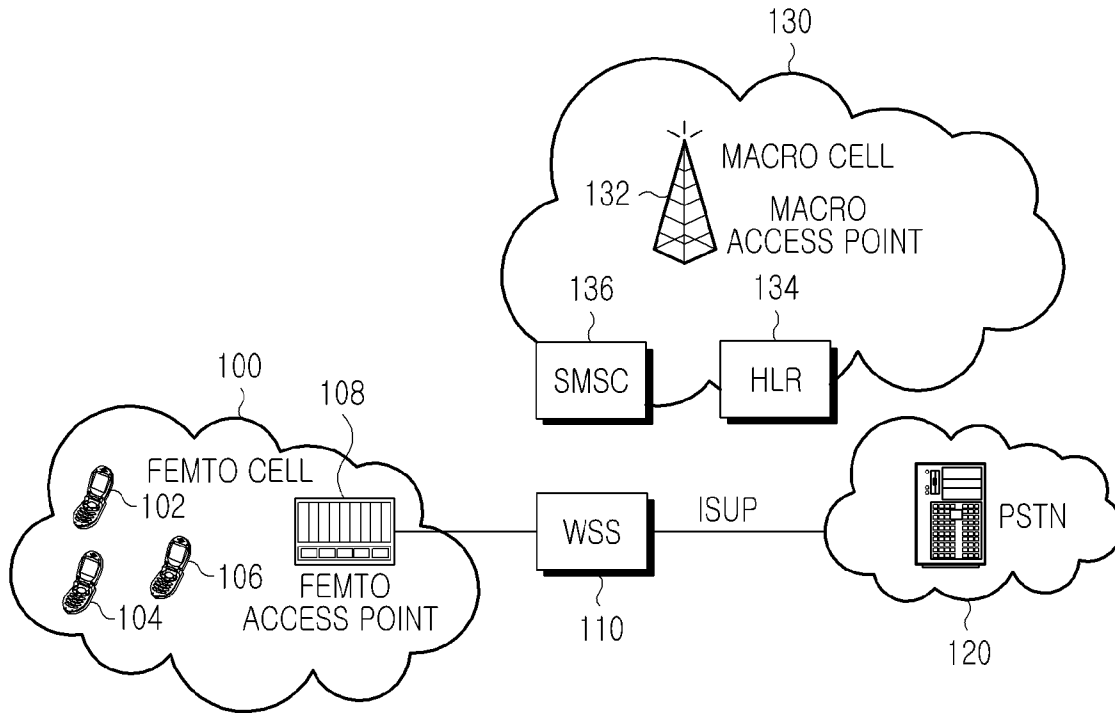 130
MACRO CELL
132
MACRO
ACCESS POINT
136
134
SMSC
HLR
100
108
FEMTO CELL
102
106
104
FEMTO
ACCESS POINT
WSS
ISUP
PSTN
110
120